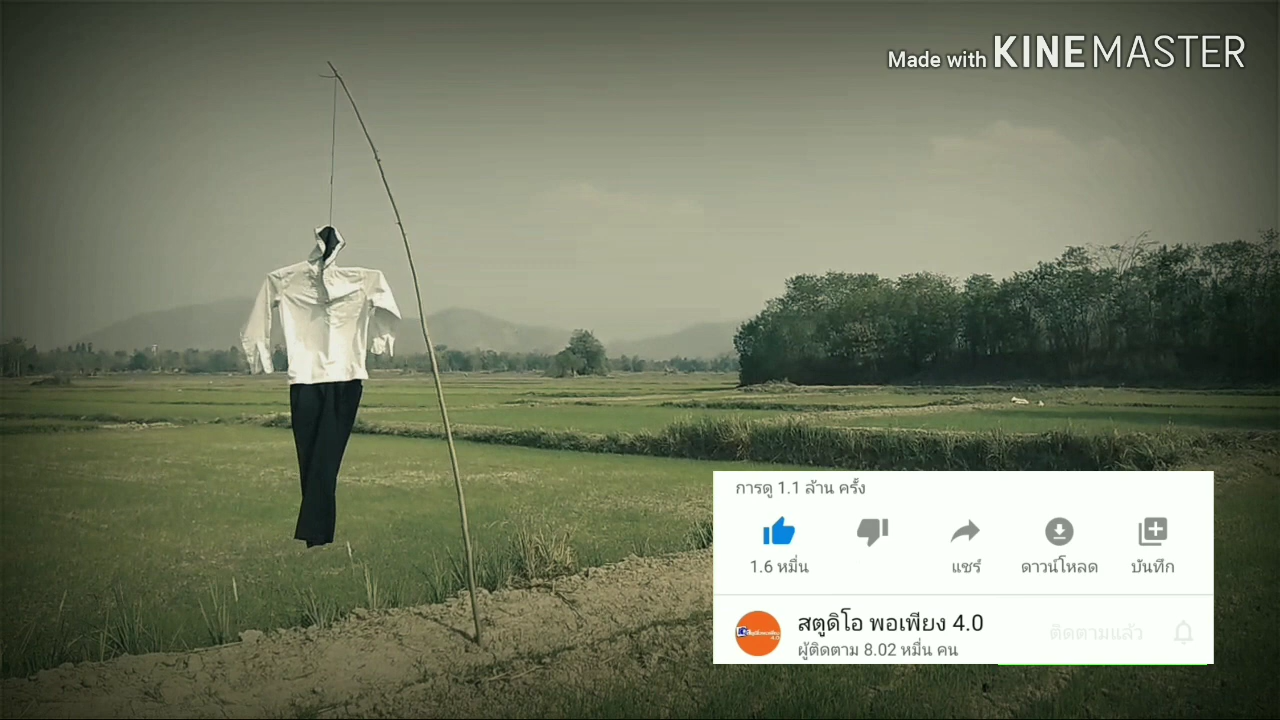 Made with KINEMASTER
การดู 1.1 ล้าน ครั้ง
1.6 หมื่น
แชร์
ดาวน์โหลด
บันทึก
สตูดิโอ พอเพียง 4.0
ผู้ติดตาม 8.02 หมื่น คน
ติดตามแล้ว